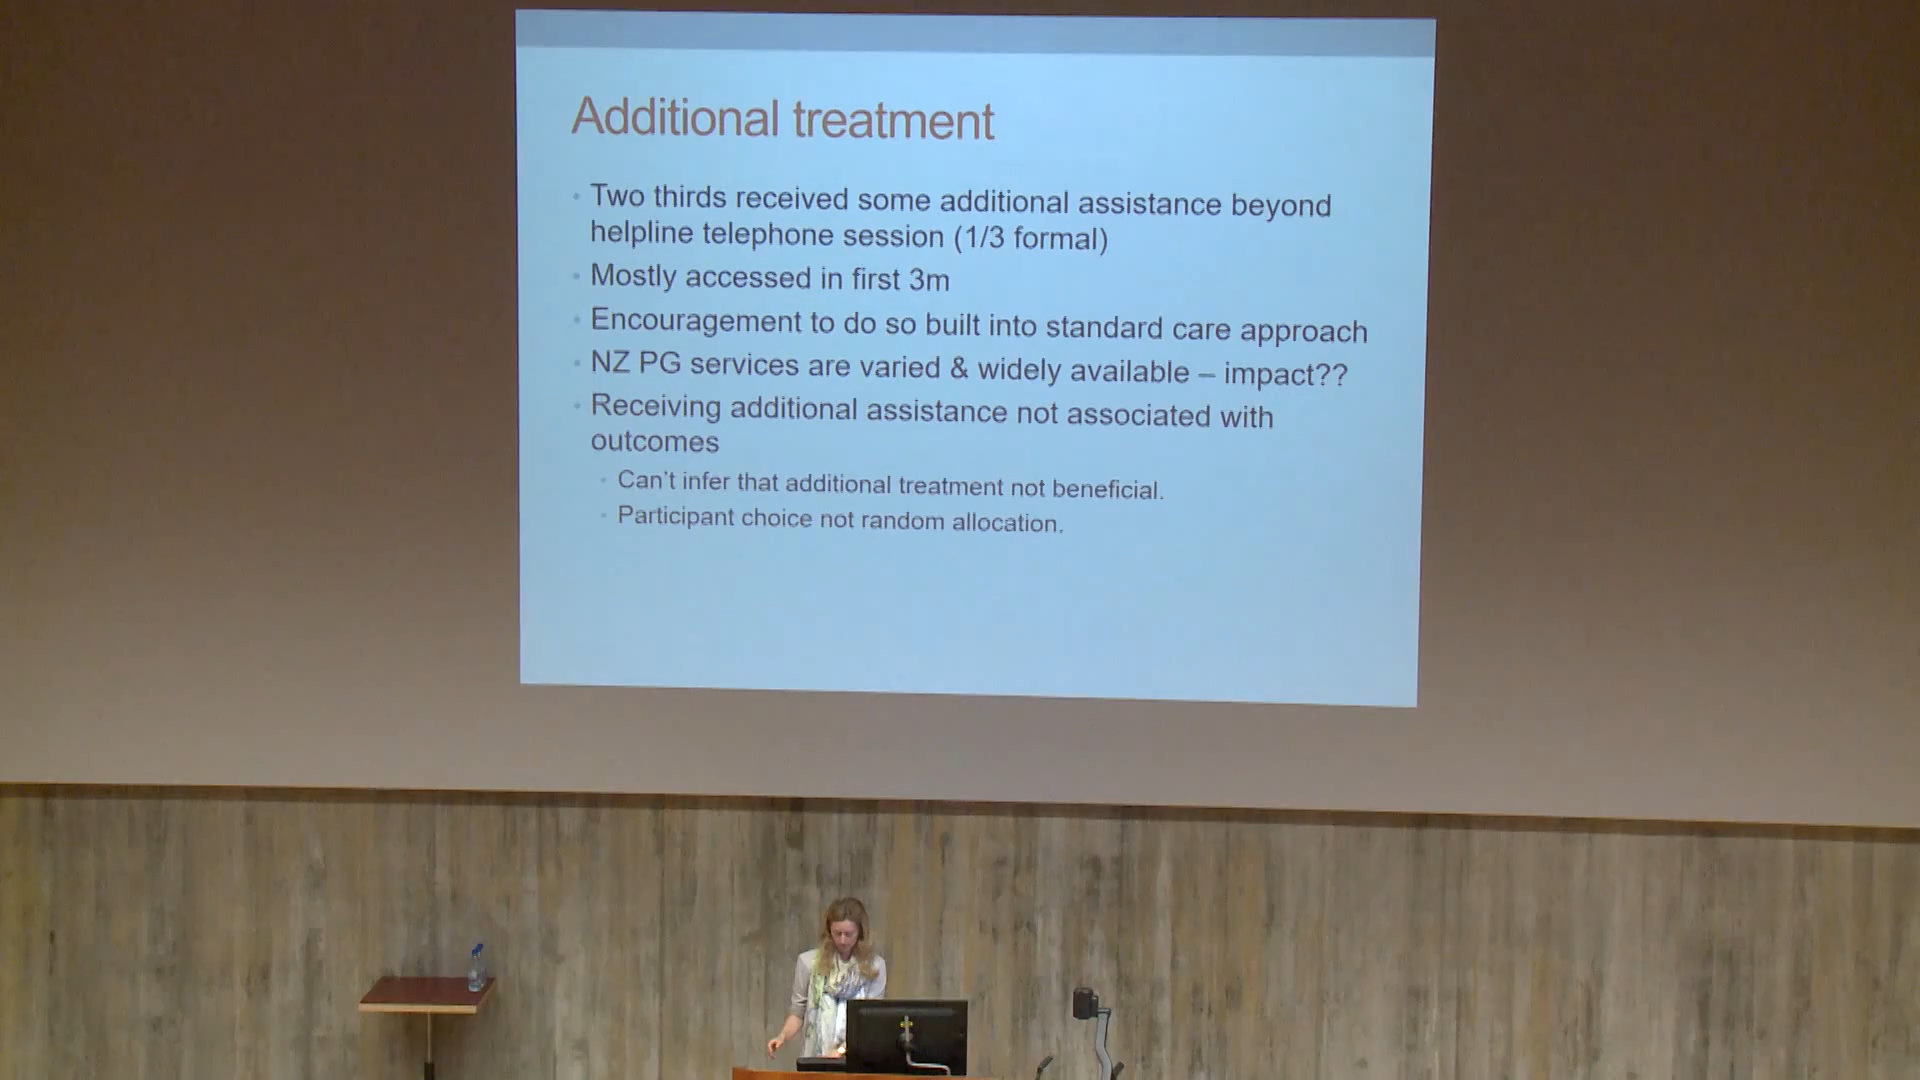 Additional treatment
Two thirds received some additional assistance beyond
helpline telephone session (1/3 formal)
Mostly accessed in first 3m
Encouragement to do so built into standard care approach
NZ PG services are varied & widely available – impact??
Receiving additional assistance not associated with
outcomes
Can't infer that additional treatment not beneficial.
Participant choice not random allocation.